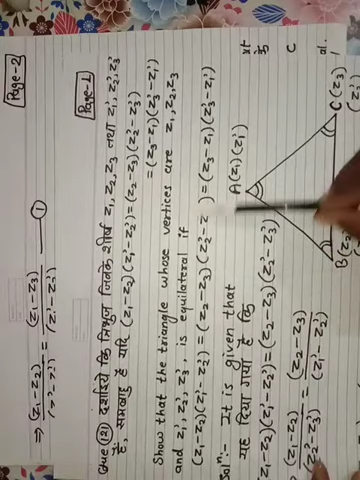 Page-2
⇒ (z₁-z₂)/(z₂'-z₃') = (z₁-z₃)/(z₁'-z₂') — ①
Page-1
Que (121) दर्शाइये कि त्रिभुज जिनके शीर्ष z₁, z₂, z₃ तथा z₁', z₂', z₃'
हैं, समबाहु हैं यदि (z₁-z₂)(z₁'-z₂')=(z₂-z₃)(z₂'-z₃')
=(z₃-z₁)(z₃'-z₁')
Show that the triangle whose vertices are z₁, z₂, z₃
and z₁', z₂', z₃', is equilateral if
(z₁-z₂)(z₁'-z₂')=(z₂-z₃)(z₂'-z )=(z₃-z₁)(z₃'-z₁')
Solⁿ:- It is given that
यह दिया गया है कि
(z₁-z₂)(z₁'-z₂')=(z₂-z₃)(z₂'-z₃')
(z₁-z₂)/(z₂'-z₃') = (z₂-z₃)/(z₁'-z₂')
A(z₁)(z₁')
B(z₂
C(z₃)
(z₃'